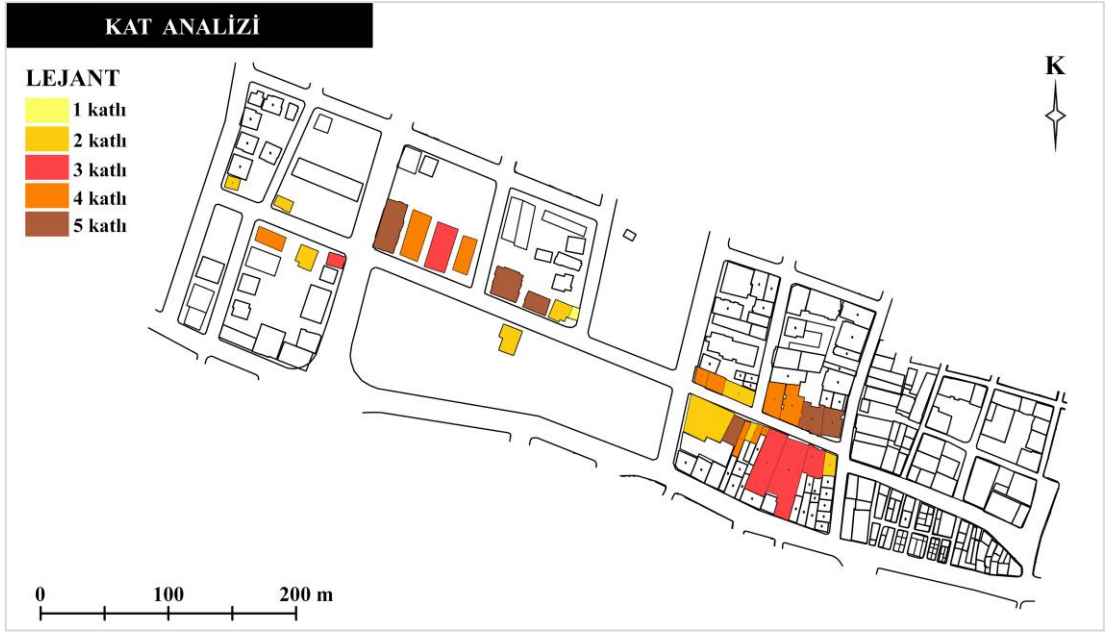 KAT ANALİZİ
LEJANT
1 katlı
2 katlı
3 katlı
4 katlı
5 katlı
K
0 100 200 m